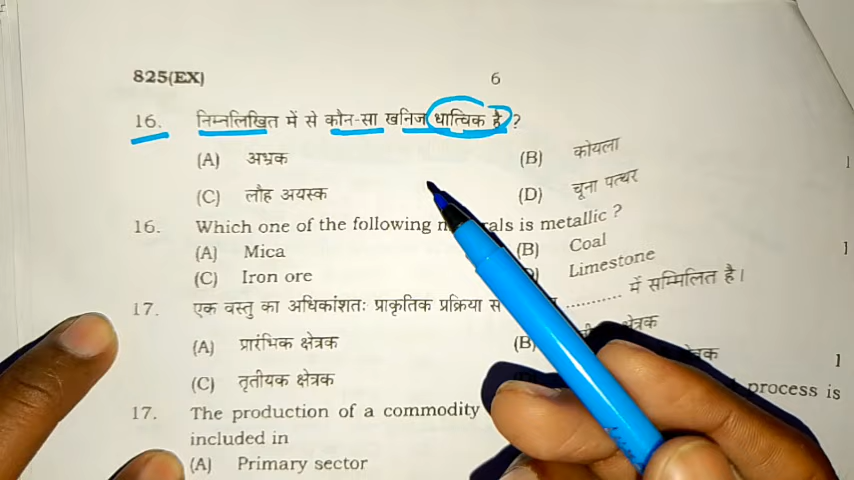 825(EX) 6
16. निम्नलिखित में से कौन-सा खनिज धात्विक है ?
(A) अभ्रक (B) कोयला
(C) लौह अयस्क (D) चूना पत्थर
16. Which one of the following is metallic ?
(A) Mica (B) Coal
(C) Iron ore Limestone
17. एक वस्तु का अधिकांशतः प्राकृतिक प्रक्रिया से ........... में सम्मिलित है।
(A) प्रारंभिक क्षेत्रक (B)
(C) तृतीयक क्षेत्रक
17. The production of a commodity process is
included in
(A) Primary sector